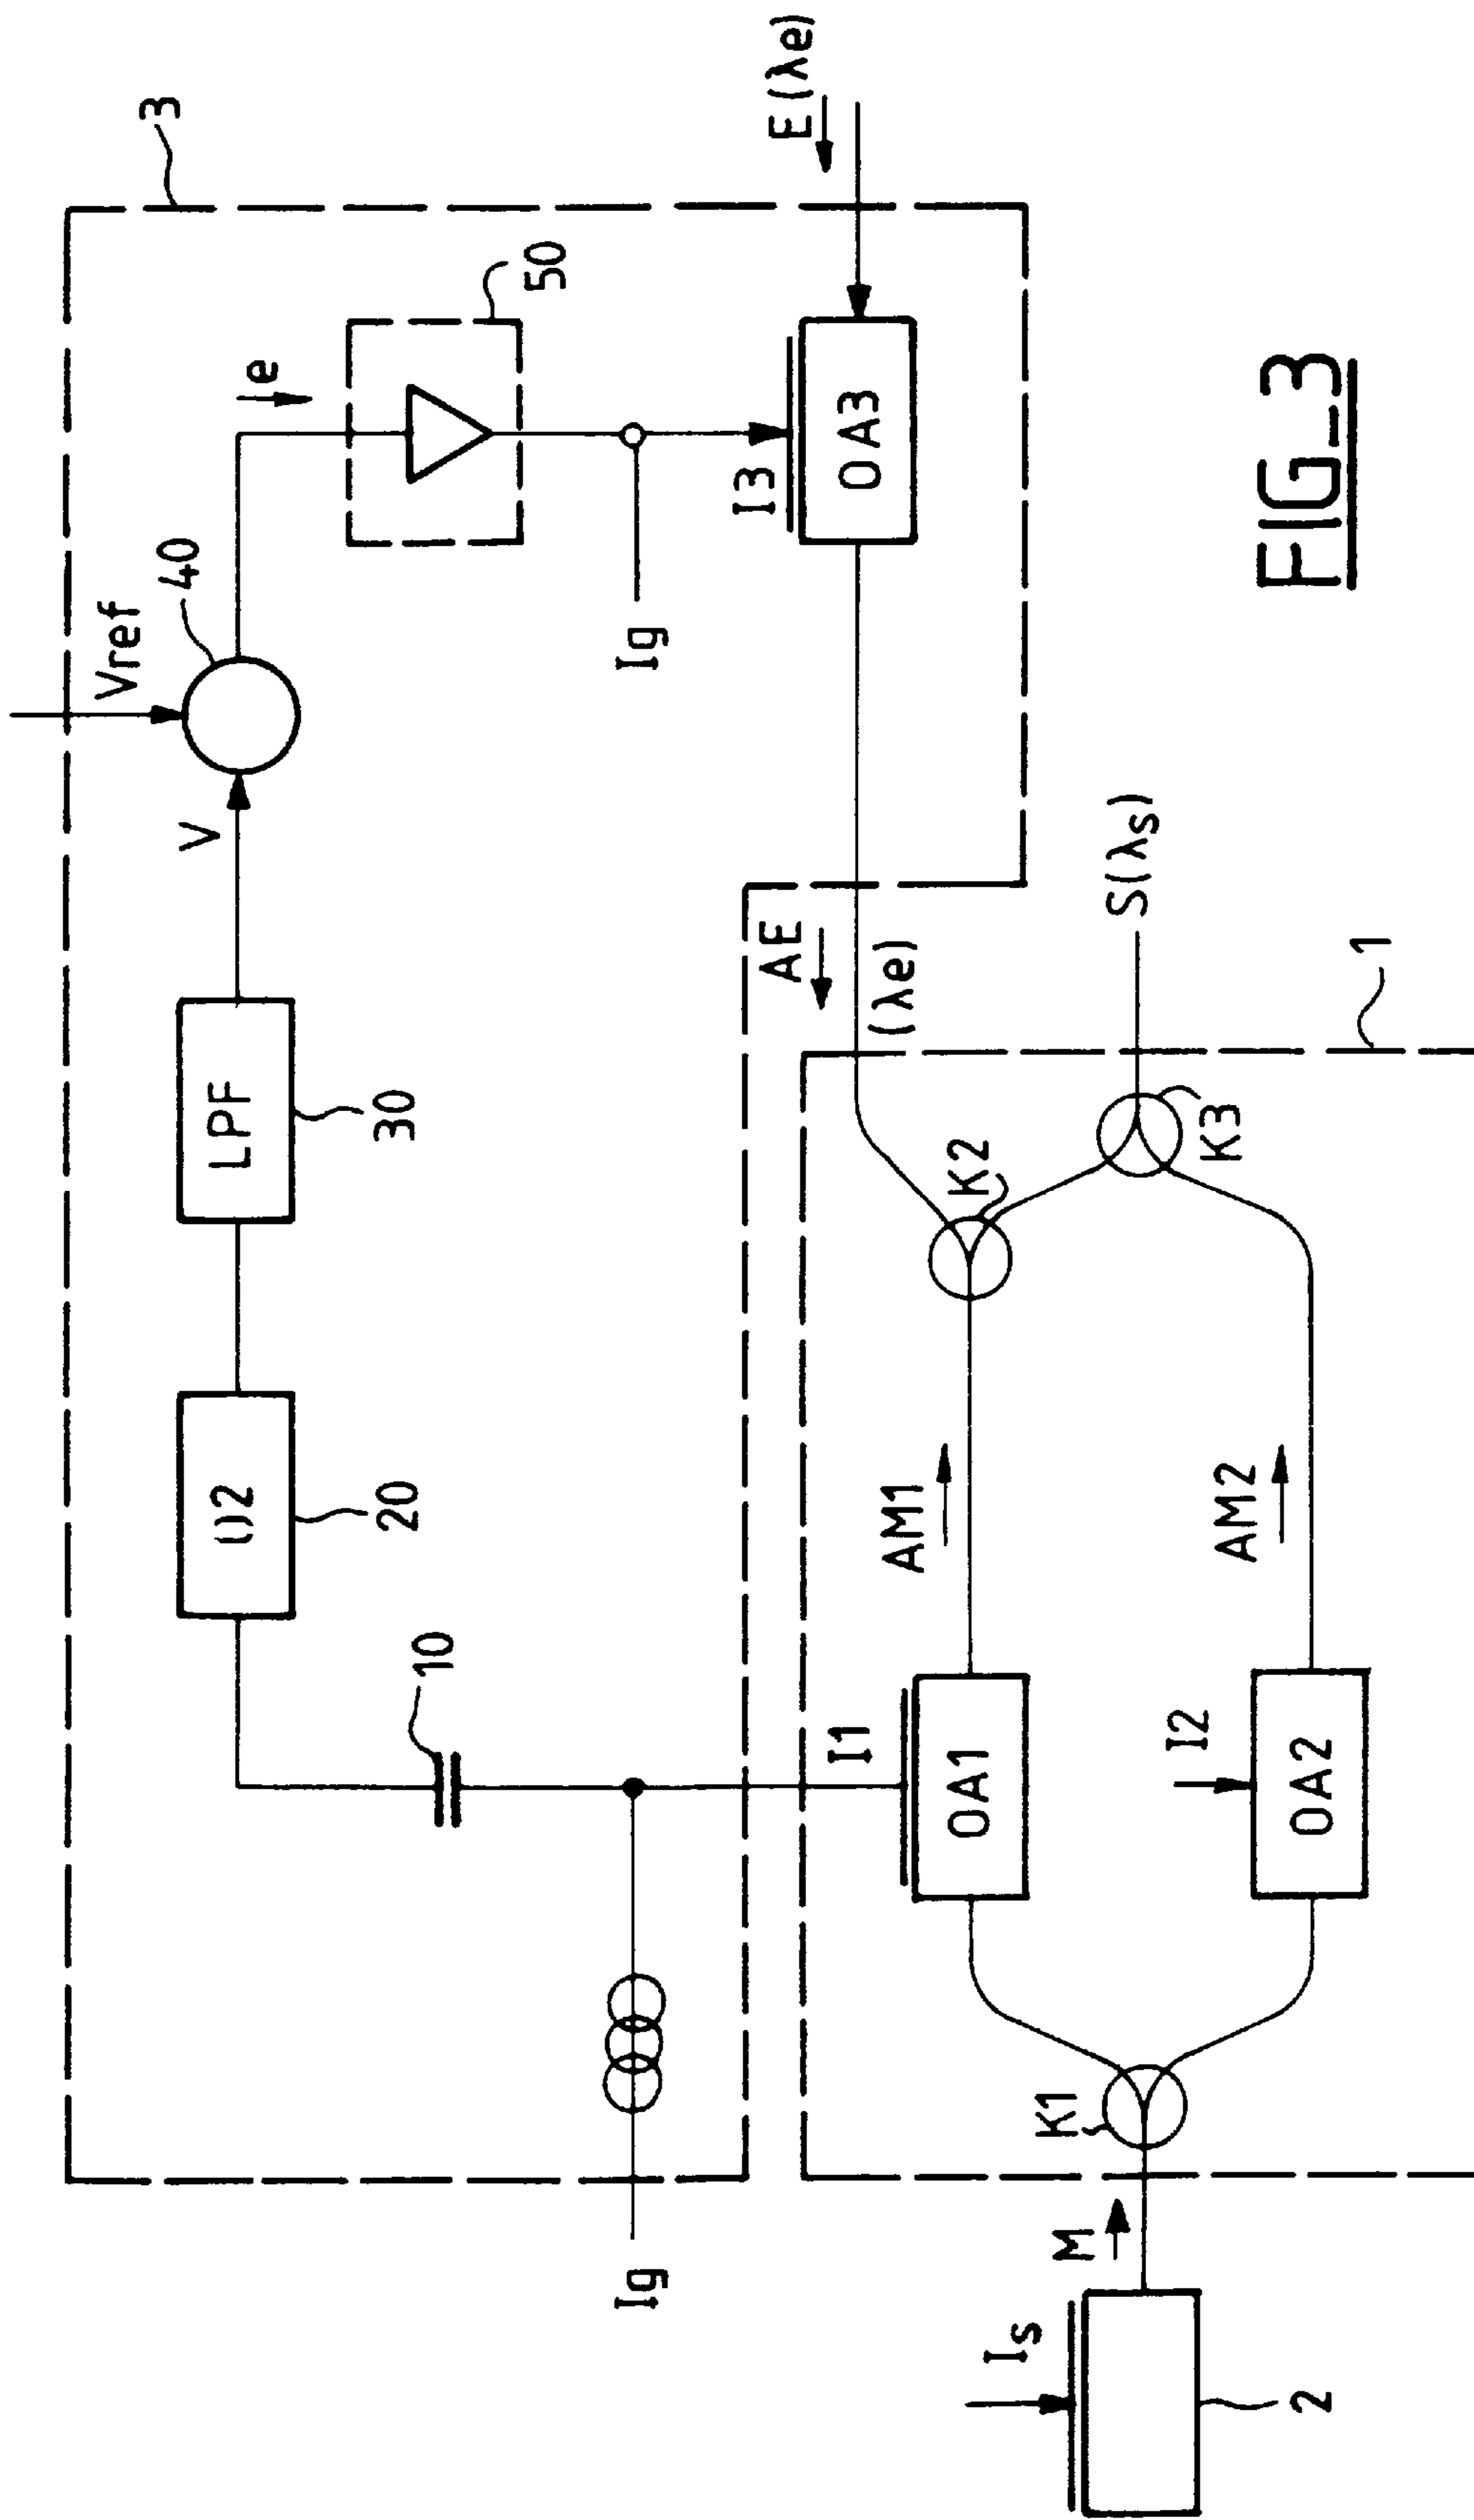 3
Vref
40
V
LPF
30
()2
20
10
e
50
E(λe)
I3
OA3
Ig
Ig
AE
(λe)
S(λs)
1
K2
K3
AM1
AM2
I1
OA1
I2
OA2
K1
M
Is
2
FIG_3